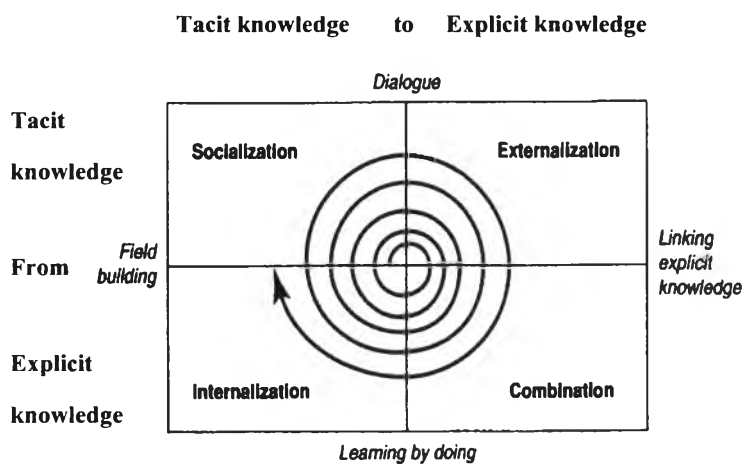 Tacit knowledge to Explicit knowledge
Dialogue
Tacit
knowledge
Socialization
Externalization
From
Field
building
Linking
explicit
knowledge
Explicit
knowledge
Internalization
Combination
Learning by doing